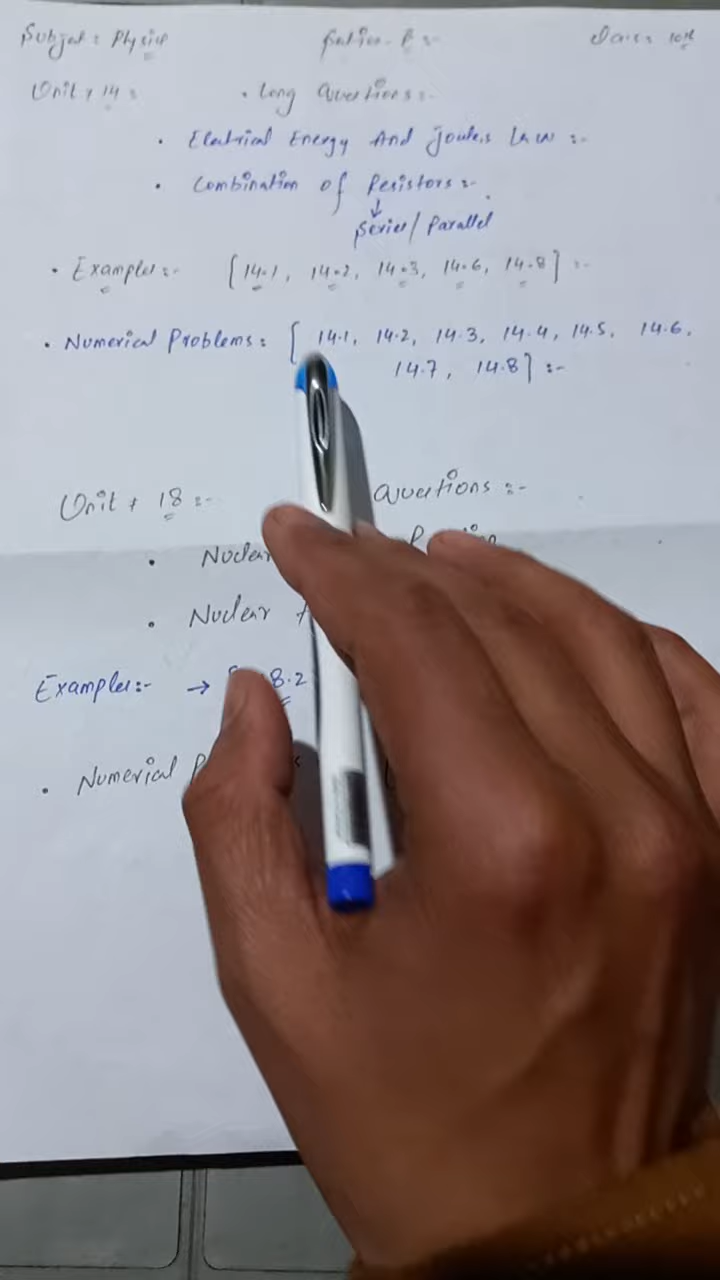 Subject: Physics Section-B:- Class: 10th
Unit # 14: • Long Questions:-
• Electrical Energy And Joules Law:-
• Combination of Resistors:-
↓
Series/Parallel
• Examples:- [14.1, 14.2, 14.3, 14.6, 14.8]:-
• Numerical Problems: [14.1, 14.2, 14.3, 14.4, 14.5, 14.6,
14.7, 14.8]:-
Unit # 18:- Questions:-
• Nuclear
• Nuclear
Examples:- → 8.2
• Numerical